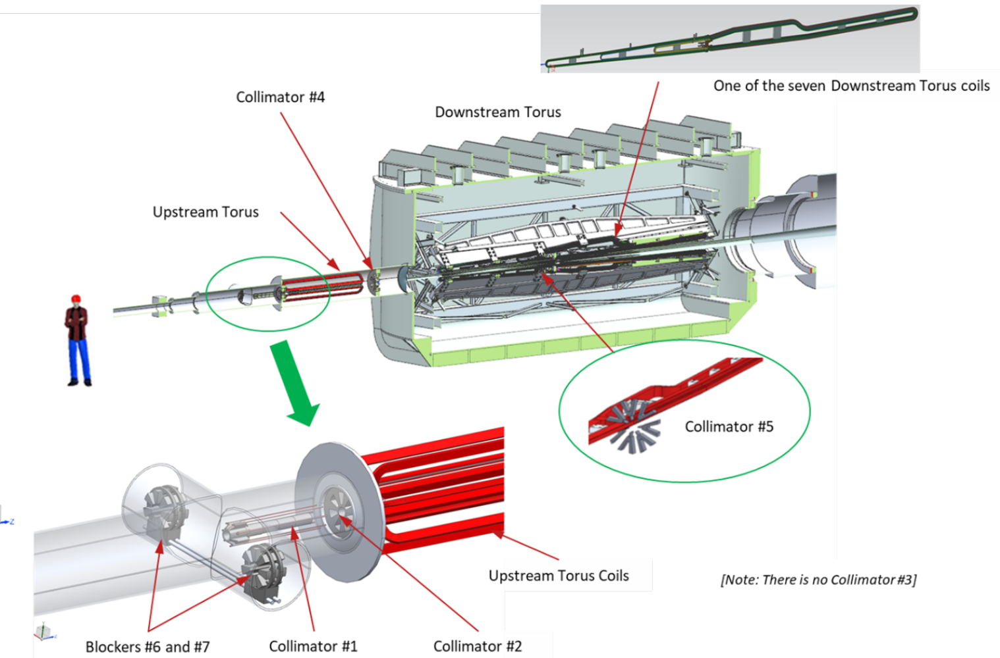 One of the seven Downstream Torus coils
Collimator #4
Downstream Torus
Upstream Torus
Collimator #5
Z
Upstream Torus Coils
[Note: There is no Collimator #3]
Blockers #6 and #7
Collimator #1
Collimator #2